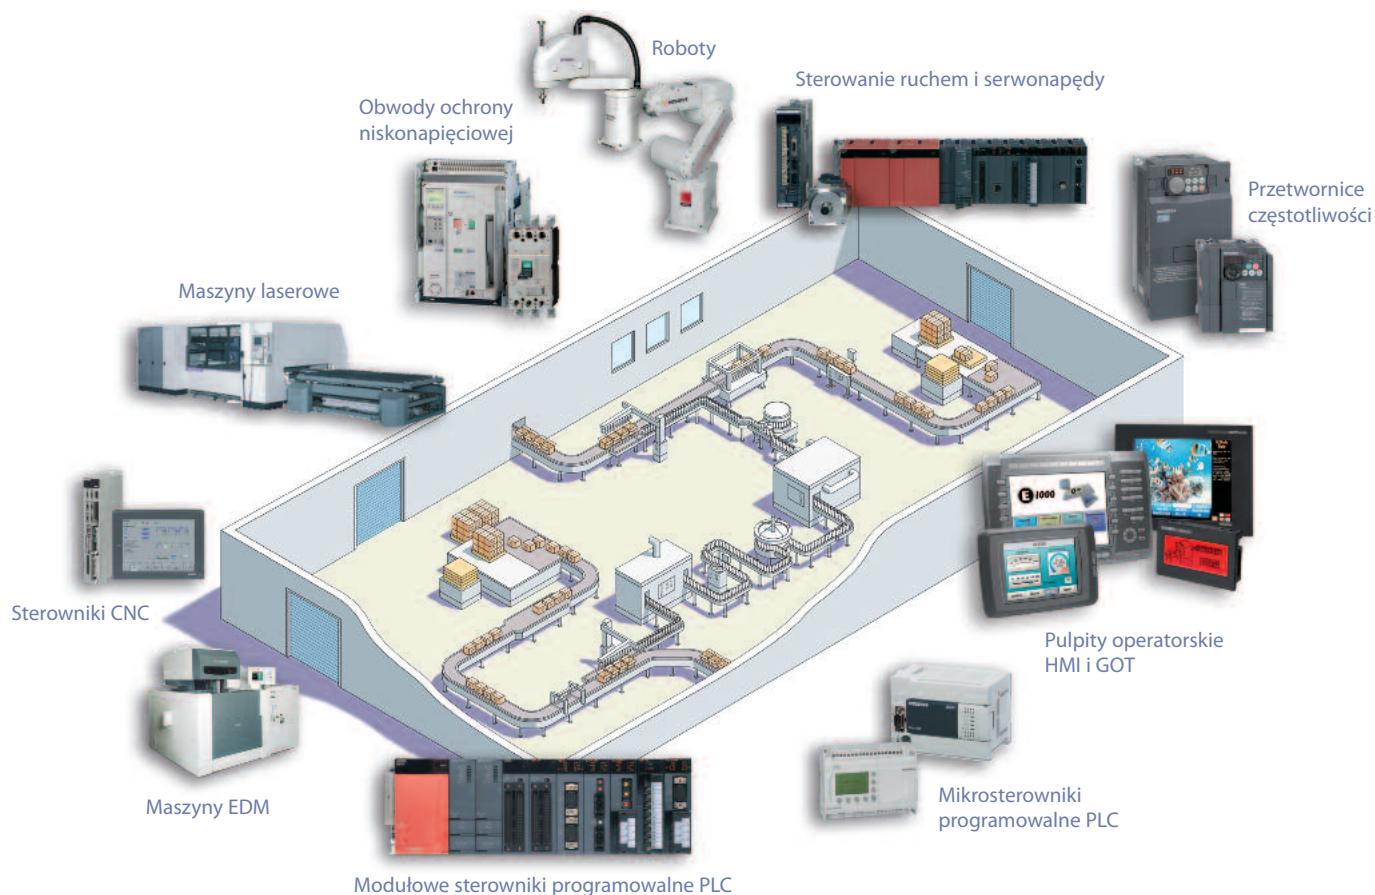 Roboty
Sterowanie ruchem i serwonapędy
Obwody ochrony
niskonapięciowej
Przetwornice
częstotliwości
Maszyny laserowe
E 1000
Sterowniki CNC
Pulpity operatorskie
HMI i GOT
Maszyny EDM
Mikrosterowniki
programowalne PLC
Modułowe sterowniki programowalne PLC